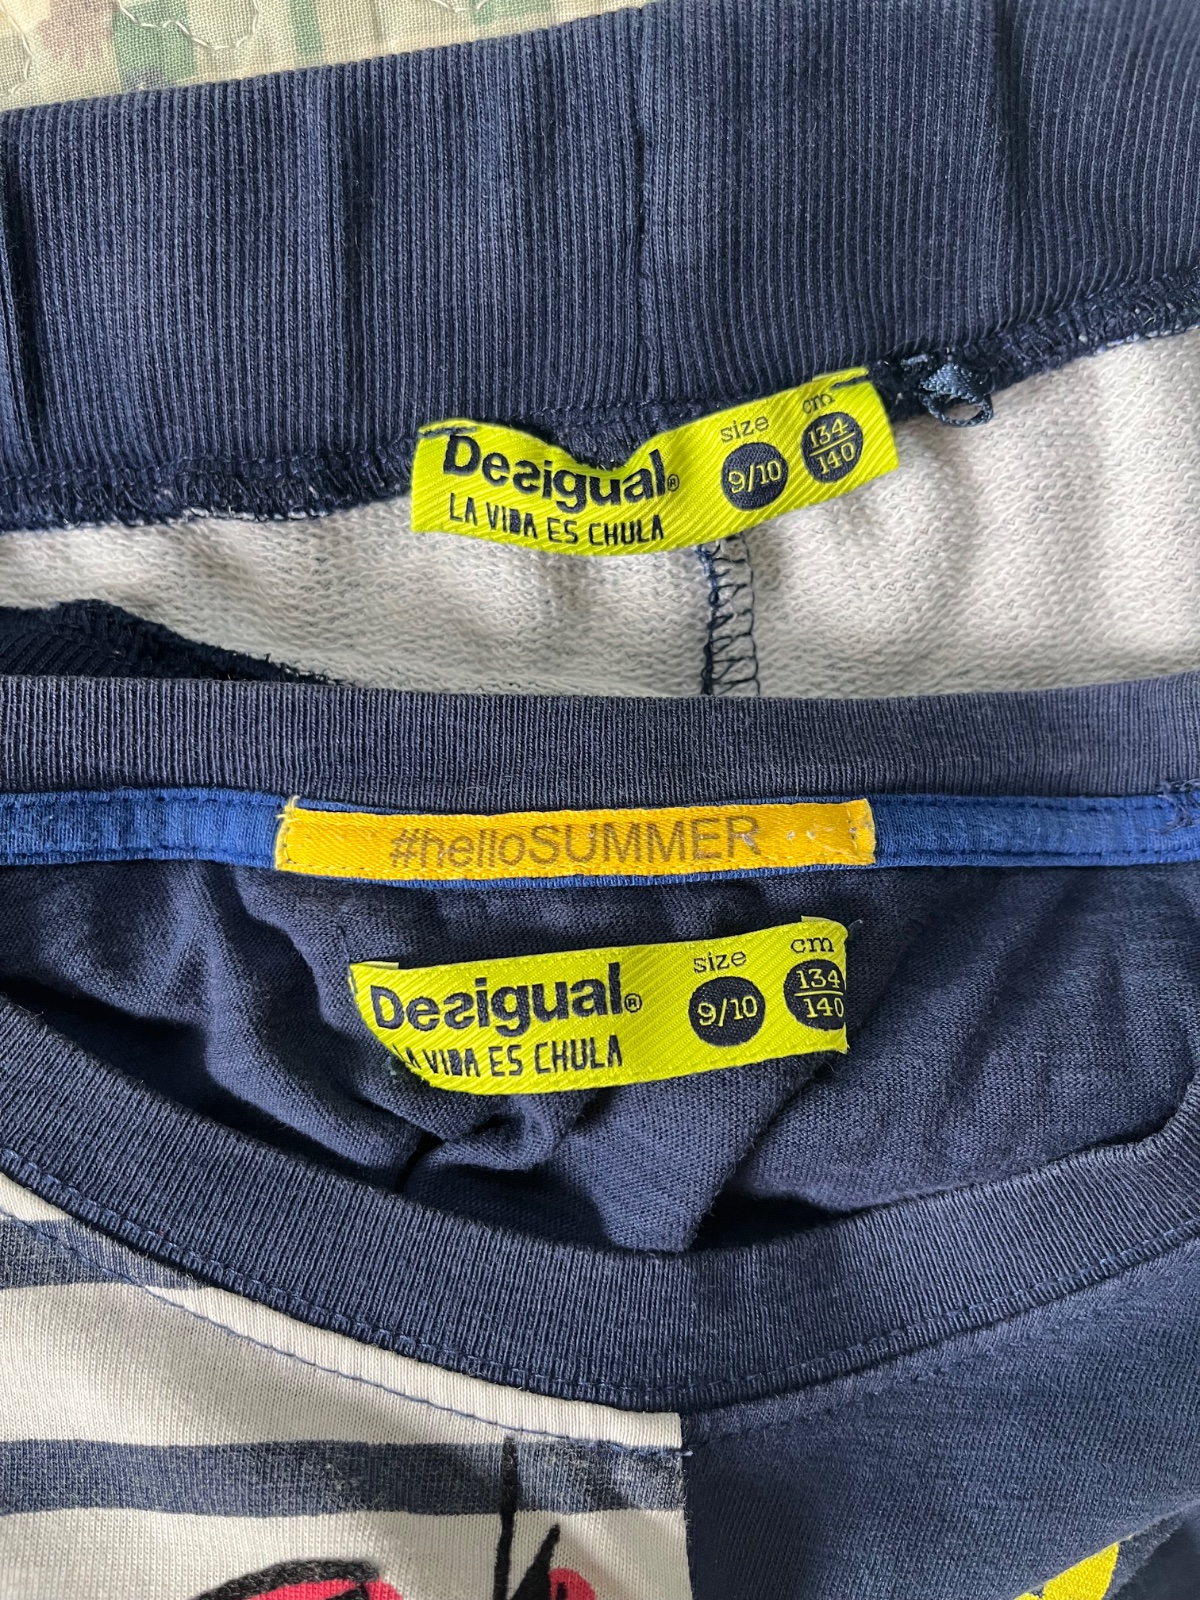 Desigual®
LA VIDA ES CHULA
size
9/10
cm
134
140
#helloSUMMER
Desigual®
LA VIDA ES CHULA
size
9/10
cm
134
140